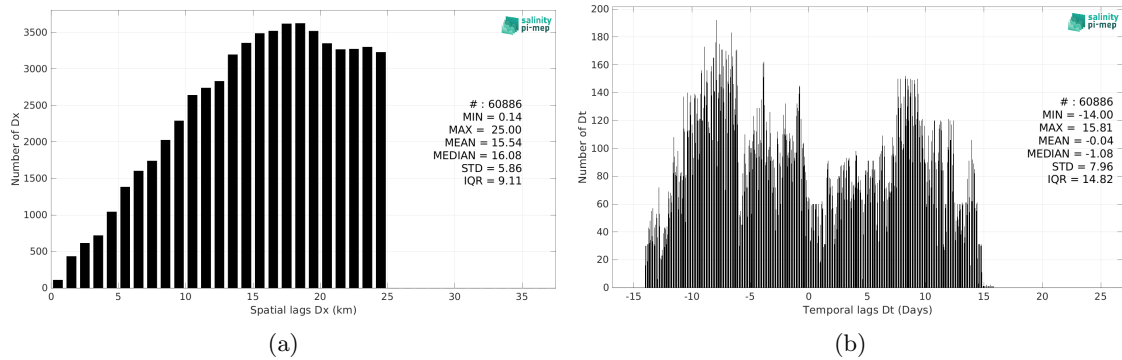 Number of Dx
3500
3000
2500
2000
1500
1000
500
0
0 5 10 15 20 25 30 35
Spatial lags Dx (km)
salinity
pi-mep
# : 60886
MIN = 0.14
MAX = 25.00
MEAN = 15.54
MEDIAN = 16.08
STD = 5.86
IQR = 9.11
(a)
Number of Dt
200
180
160
140
120
100
80
60
40
20
0
-15 -10 -5 0 5 10 15 20 25
Temporal lags Dt (Days)
salinity
pi-mep
# : 60886
MIN = -14.00
MAX = 15.81
MEAN = -0.04
MEDIAN = -1.08
STD = 7.96
IQR = 14.82
(b)